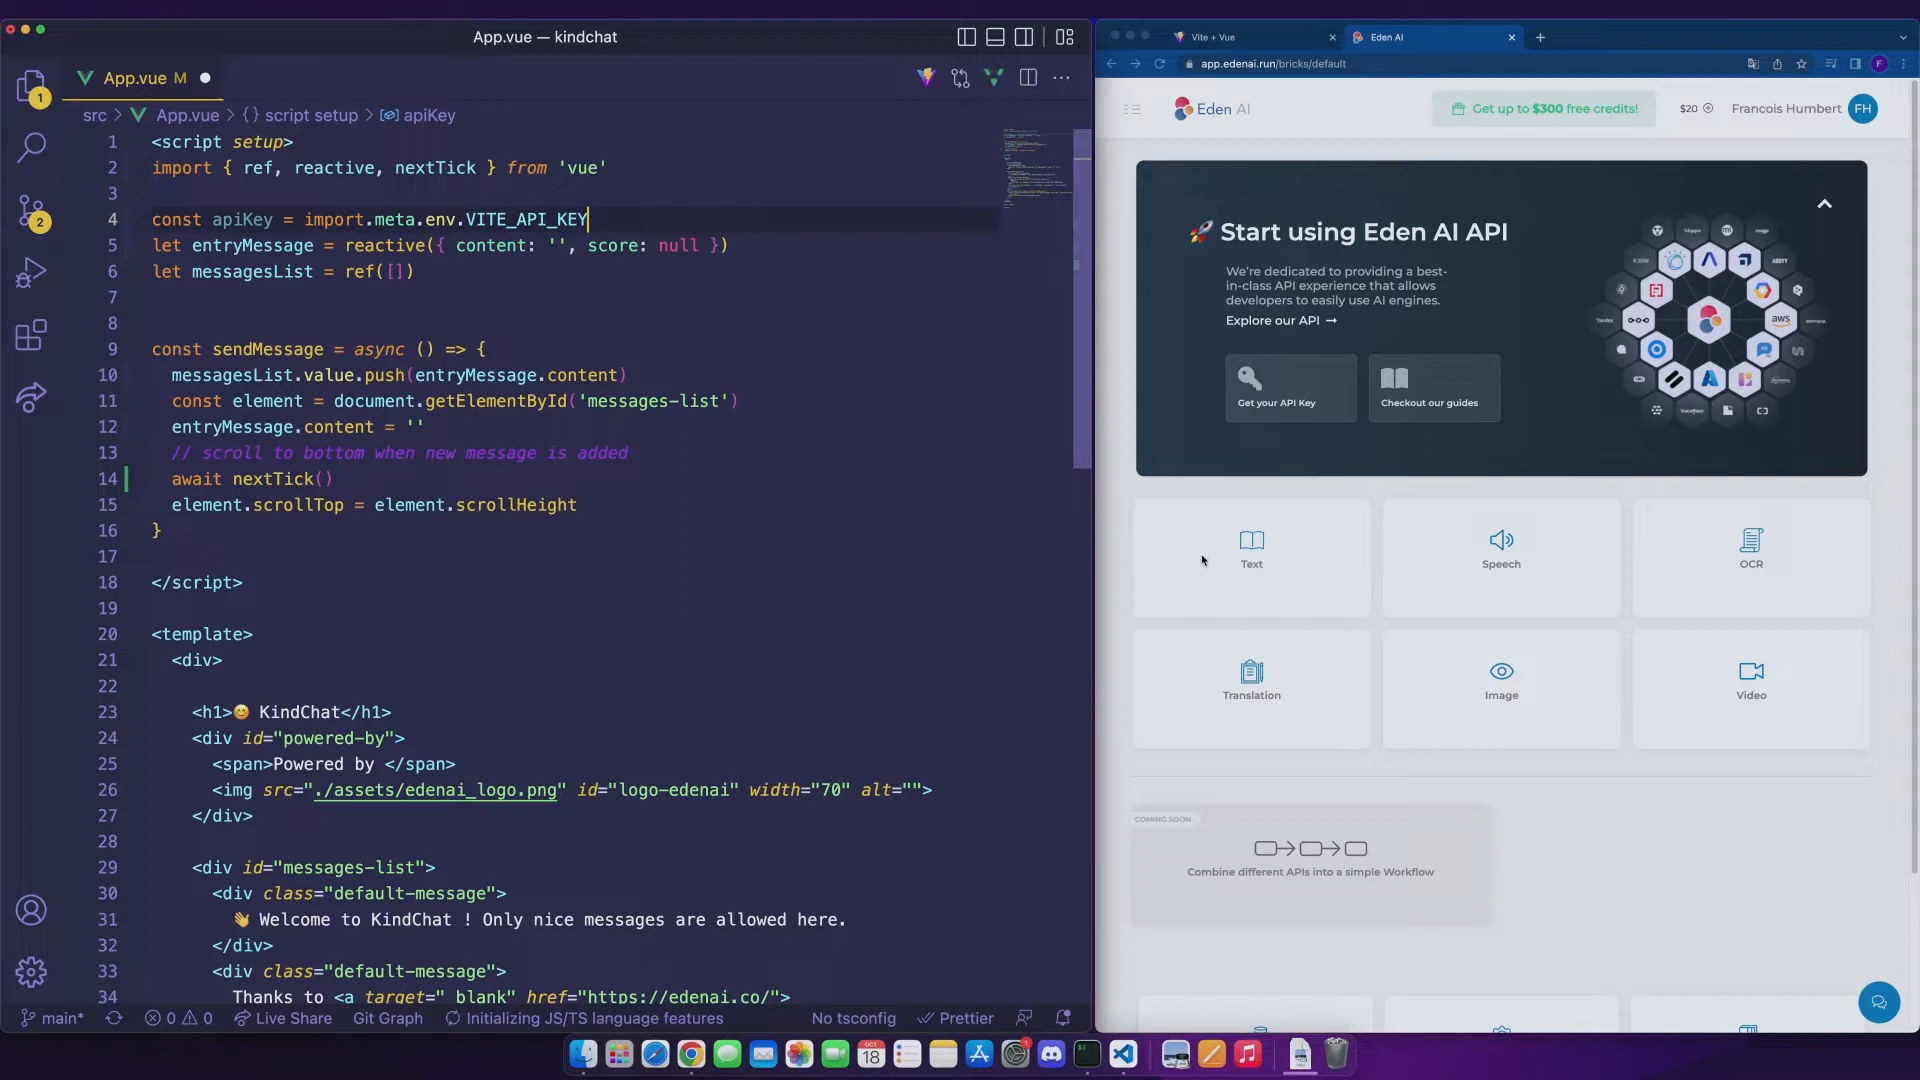 App.vue — kindchat
App.vue M
1
src > App.vue > {} script setup > apiKey
1 <script setup>
2 import { ref, reactive, nextTick } from 'vue'
3
4 const apiKey = import.meta.env.VITE_API_KEY
5 let entryMessage = reactive({ content: '', score: null })
6 let messagesList = ref([])
7
8
9 const sendMessage = async () => {
10 messagesList.value.push(entryMessage.content)
11 const element = document.getElementById('messages-list')
12 entryMessage.content = ''
13 // scroll to bottom when new message is added
14 await nextTick()
15 element.scrollTop = element.scrollHeight
16 }
17
18 </script>
19
20 <template>
21 <div>
22
23 <h1>😊 KindChat</h1>
24 <div id="powered-by">
25 <span>Powered by </span>
26 <img src="./assets/edenai_logo.png" id="logo-edenai" width="70" alt="">
27 </div>
28
29 <div id="messages-list">
30 <div class="default-message">
31 👋 Welcome to KindChat ! Only nice messages are allowed here.
32 </div>
33 <div class="default-message">
34 Thanks to <a target="_blank" href="https://edenai.co/">
2
main* 0 0 Live Share Git Graph Initializing JS/TS language features No tsconfig Prettier
Vite + Vue
Eden AI
app.edenai.run/bricks/default
F
Eden AI
Get up to $300 free credits!
$20
Francois Humbert FH
🚀 Start using Eden AI API
We're dedicated to providing a best-
in-class API experience that allows
developers to easily use AI engines.
Explore our API →
Get your API Key
Checkout our guides
ABBYY
aws
Text
Speech
OCR
Translation
Image
Video
COMING SOON
Combine different APIs into a simple Workflow
OCT
18
1